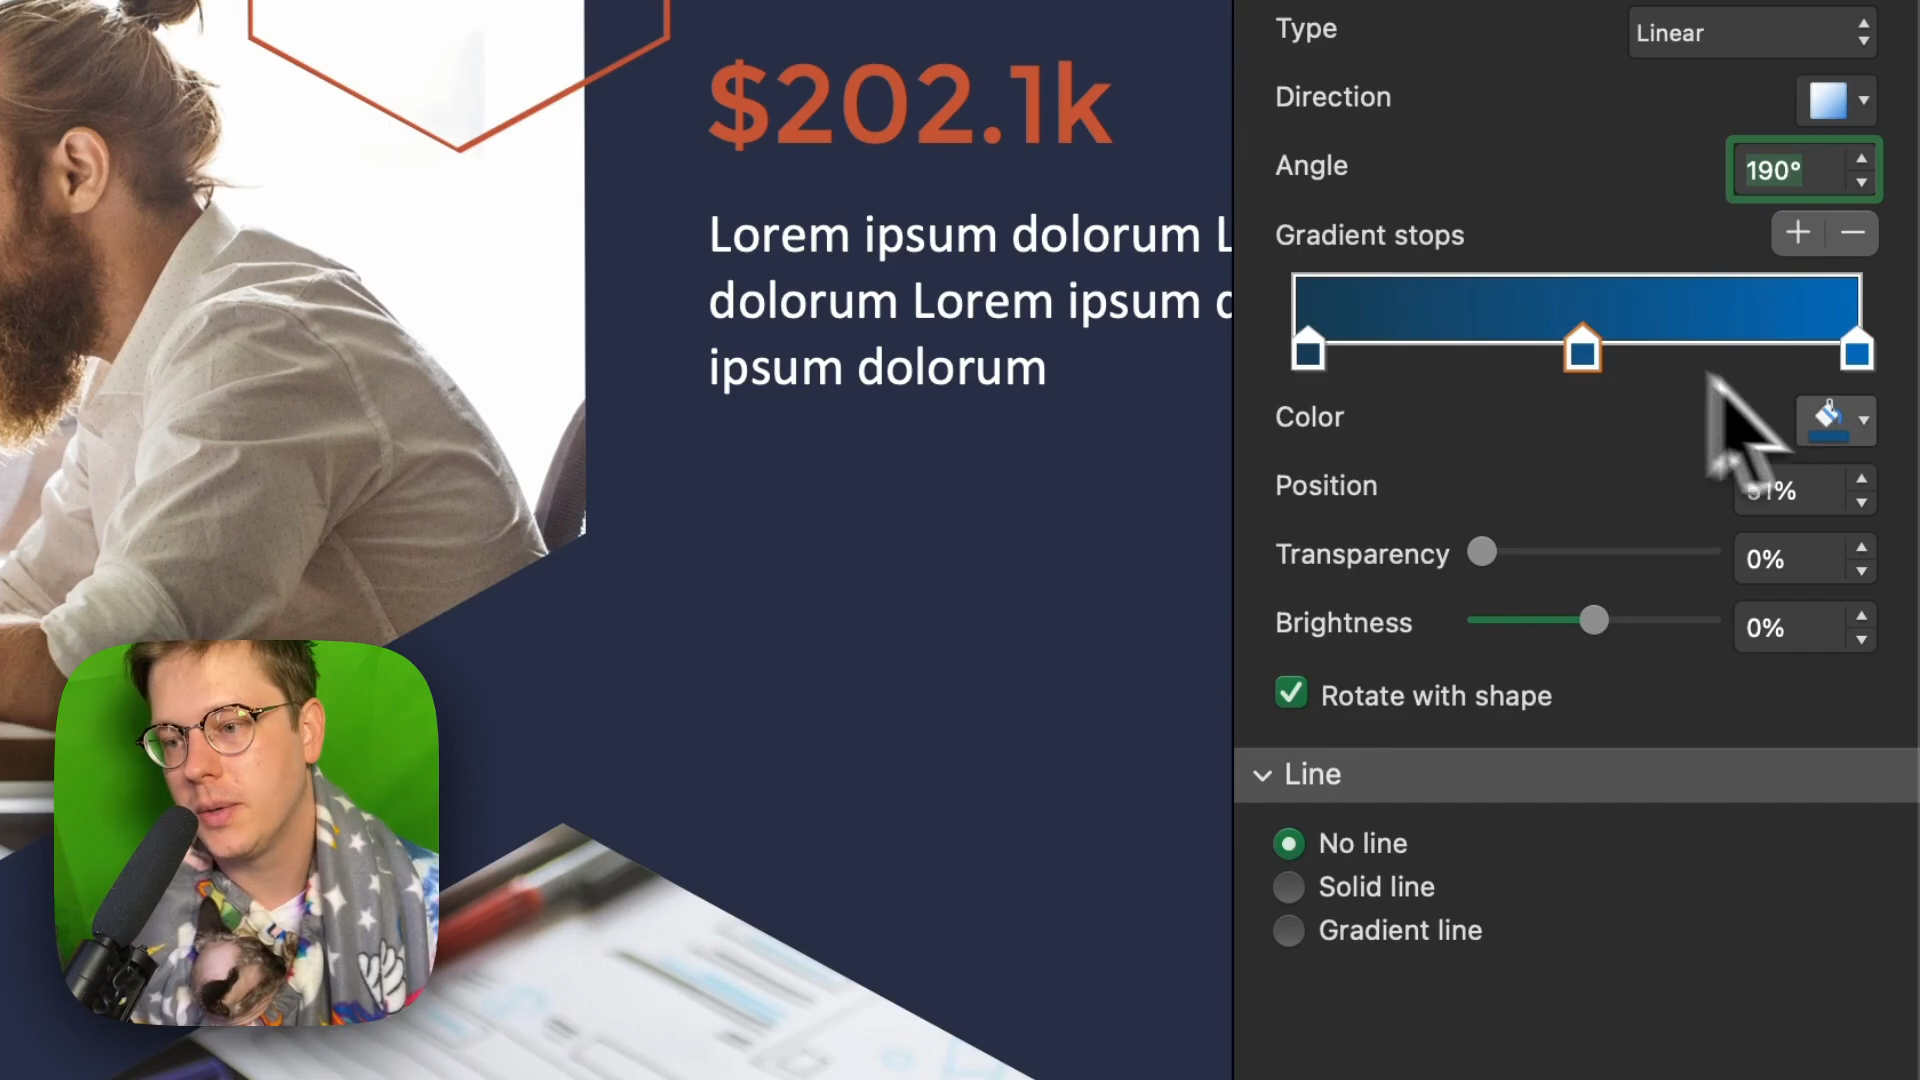 $202.1k
Lorem ipsum dolorum
dolorum Lorem ipsum
ipsum dolorum
Type
Linear
Direction
Angle
190°
Gradient stops
Color
Position
Transparency
0%
Brightness
0%
Rotate with shape
Line
No line
Solid line
Gradient line